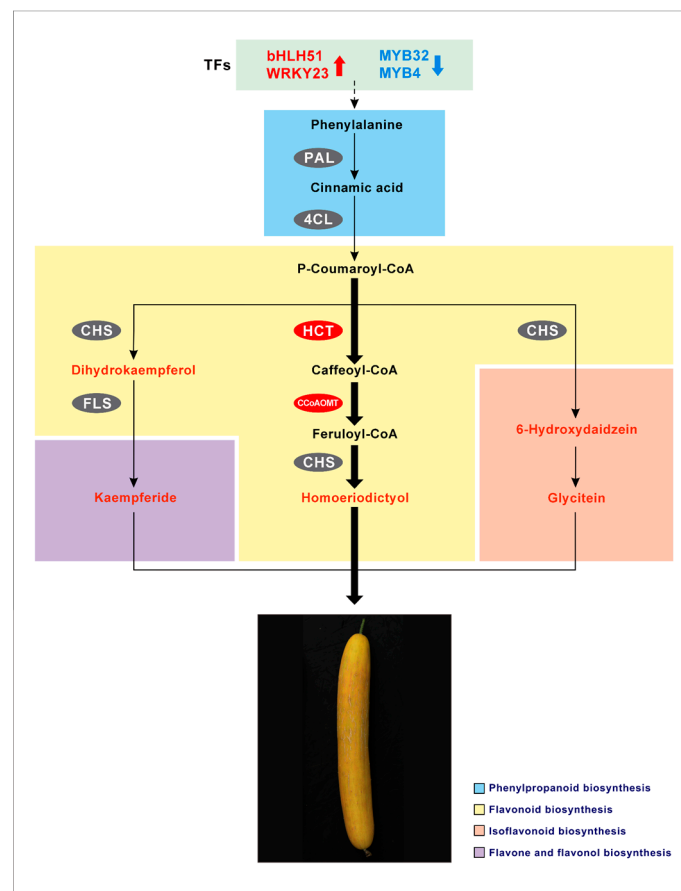 TFs
bHLH51
WRKY23
MYB32
MYB4
Phenylalanine
PAL
Cinnamic acid
4CL
P-Coumaroyl-CoA
CHS
HCT
CHS
Dihydrokaempferol
Caffeoyl-CoA
FLS
CCoAOMT
Feruloyl-CoA
6-Hydroxydaidzein
CHS
Kaempferide
Homoeriodictyol
Glycitein
Phenylpropanoid biosynthesis
Flavonoid biosynthesis
Isoflavonoid biosynthesis
Flavone and flavonol biosynthesis